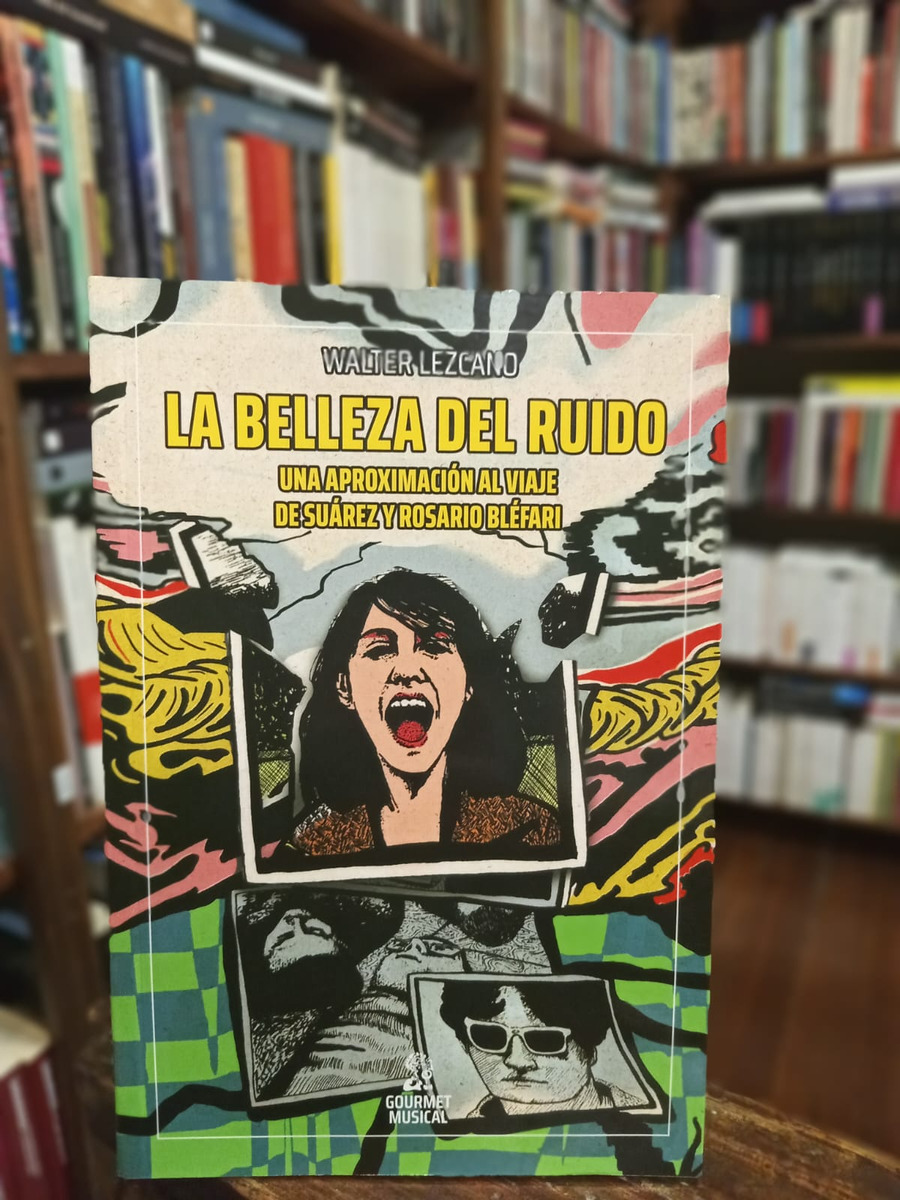 WALTER LEZCANO
LA BELLEZA DEL RUIDO
UNA APROXIMACIÓN AL VIAJE
DE SUÁREZ Y ROSARIO BLÉFARI
GOURMET
MUSICAL